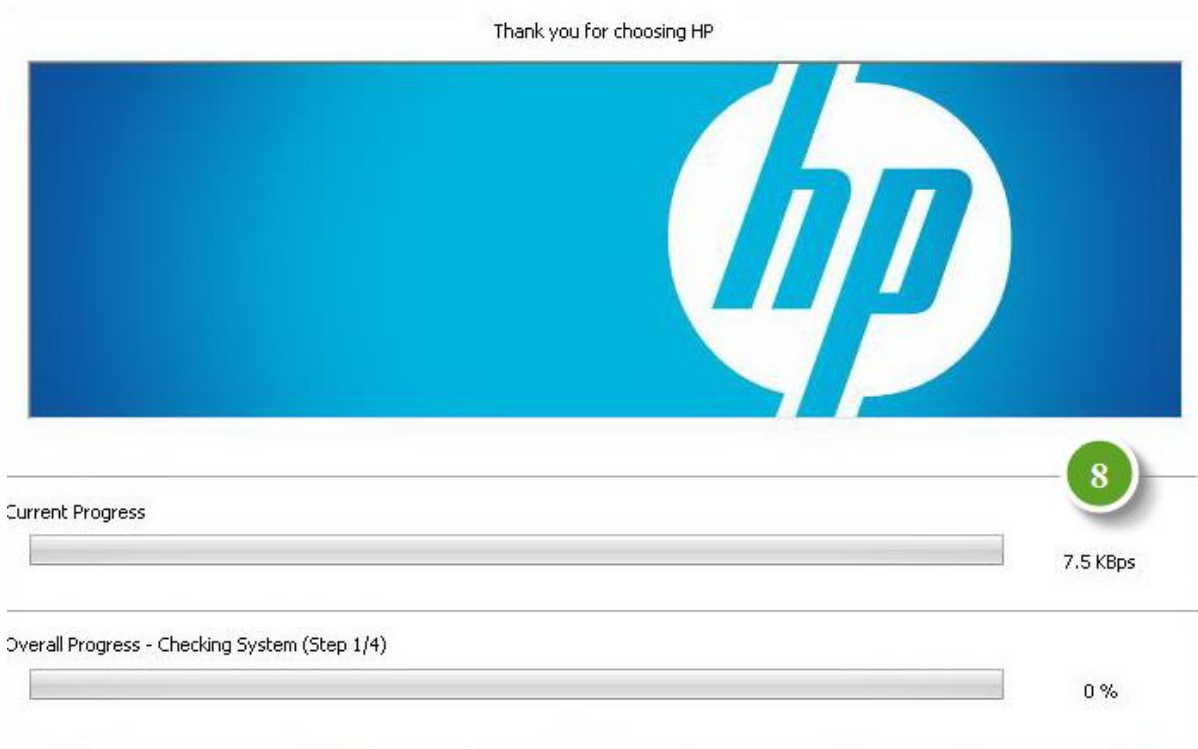 Thank you for choosing HP
hp
8
Current Progress
7.5 KBps
Overall Progress - Checking System (Step 1/4)
0 %